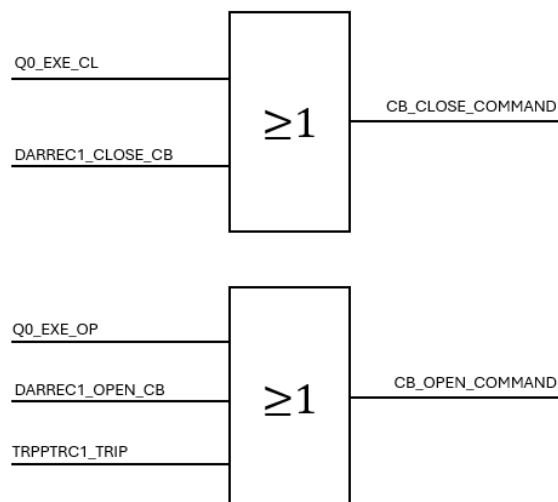 Q0_EXE_CL
CB_CLOSE_COMMAND
≥1
DARREC1_CLOSE_CB
Q0_EXE_OP
CB_OPEN_COMMAND
DARREC1_OPEN_CB
≥1
TRPPTRC1_TRIP